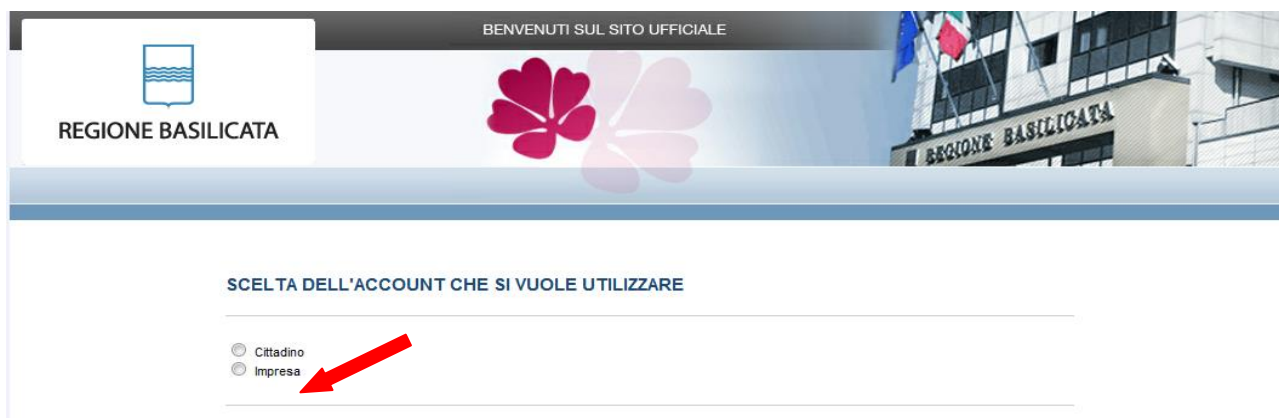 BENVENUTI SUL SITO UFFICIALE
REGIONE BASILICATA
REGIONE BASILICATA
SCELTA DELL'ACCOUNT CHE SI VUOLE UTILIZZARE
Cittadino
Impresa